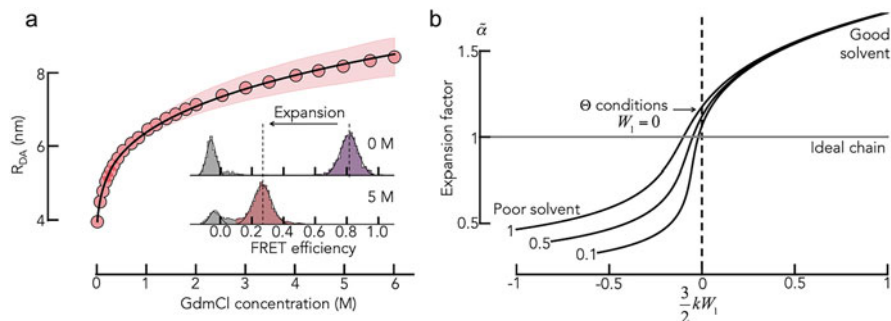 a
R_DA (nm)
8
6
4
Expansion
0 M
5 M
0.0 0.2 0.4 0.6 0.8 1.0
FRET efficiency
0 1 2 3 4 5 6
GdmCl concentration (M)
b
α̃
Expansion factor
1.5
1
0.5
Good
solvent
Θ conditions
W₁=0
Ideal chain
Poor solvent
1
0.5
0.1
-1 -0.5 0 0.5 1
3/2 kW₁